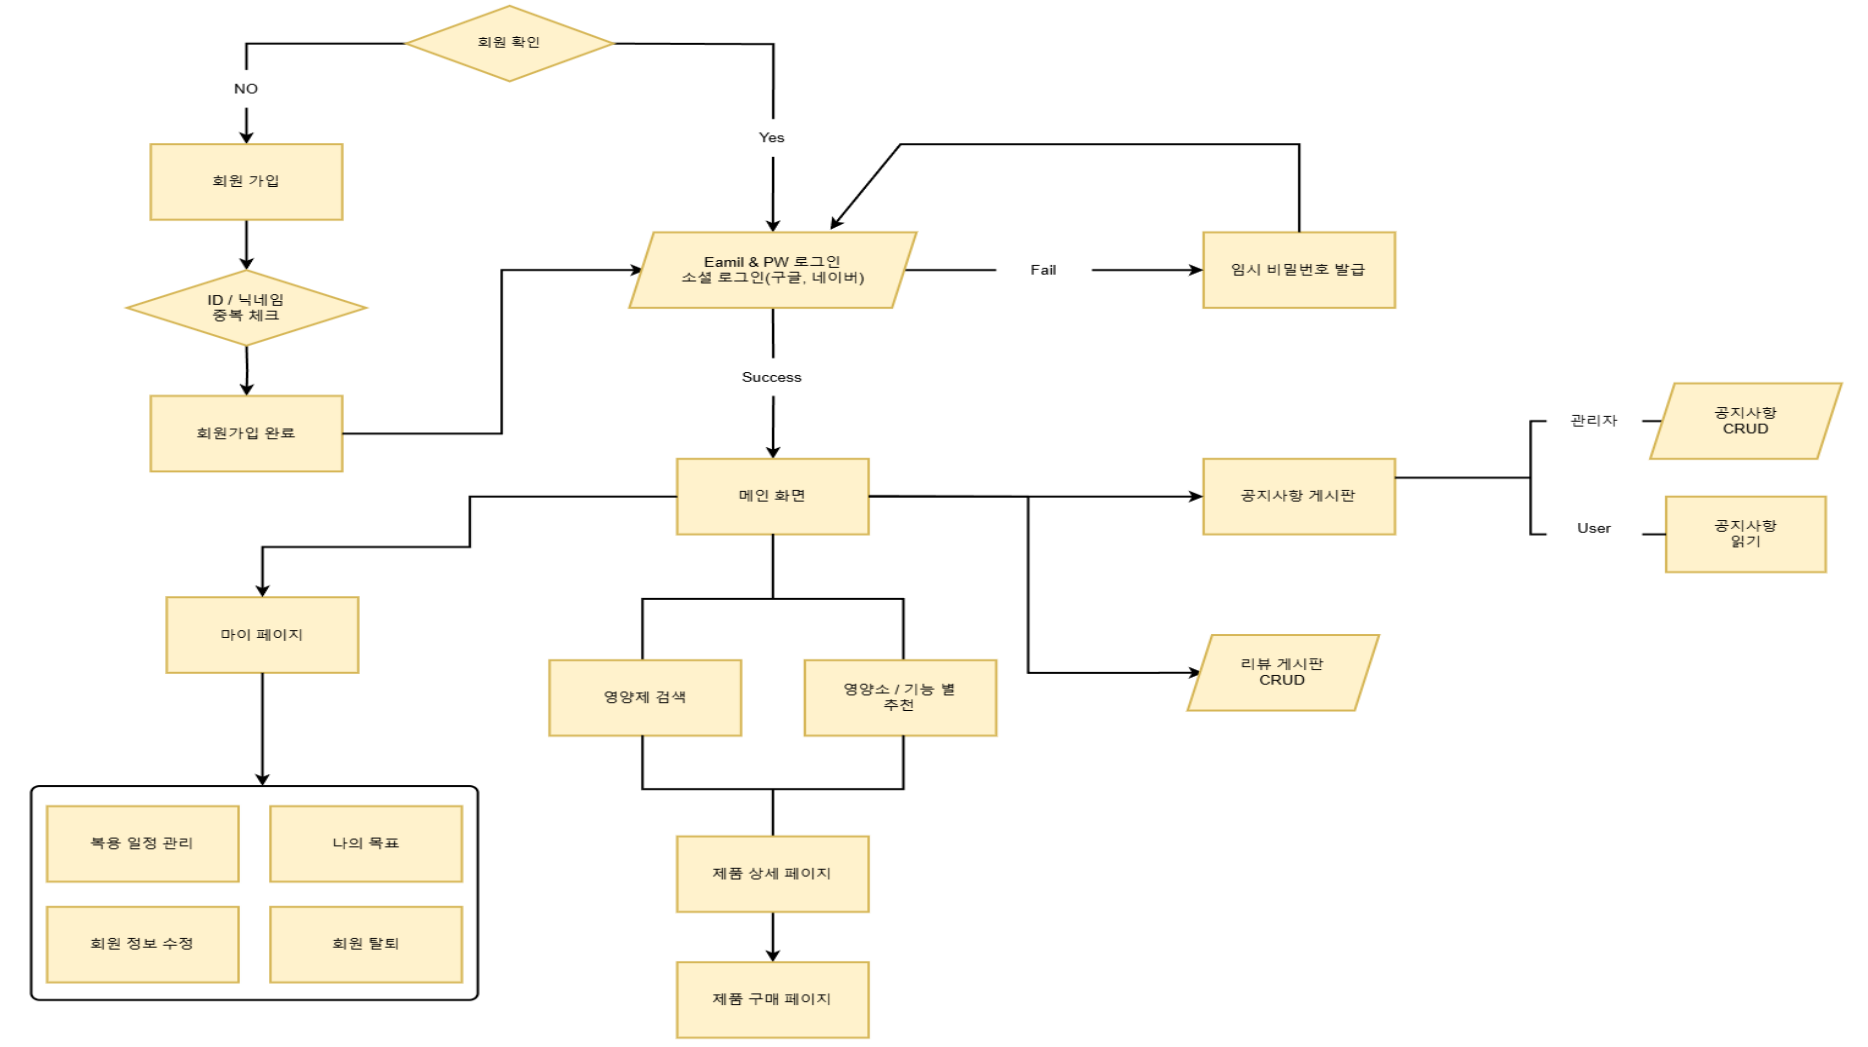 회원 확인
NO
Yes
회원 가입
ID / 닉네임
중복 체크
회원가입 완료
Eamil & PW 로그인
소셜 로그인(구글, 네이버)
Fail
임시 비밀번호 발급
Success
메인 화면
공지사항 게시판
관리자
공지사항
CRUD
User
공지사항
읽기
마이 페이지
영양제 검색
영양소 / 기능 별
추천
리뷰 게시판
CRUD
복용 일정 관리
나의 목표
회원 정보 수정
회원 탈퇴
제품 상세 페이지
제품 구매 페이지